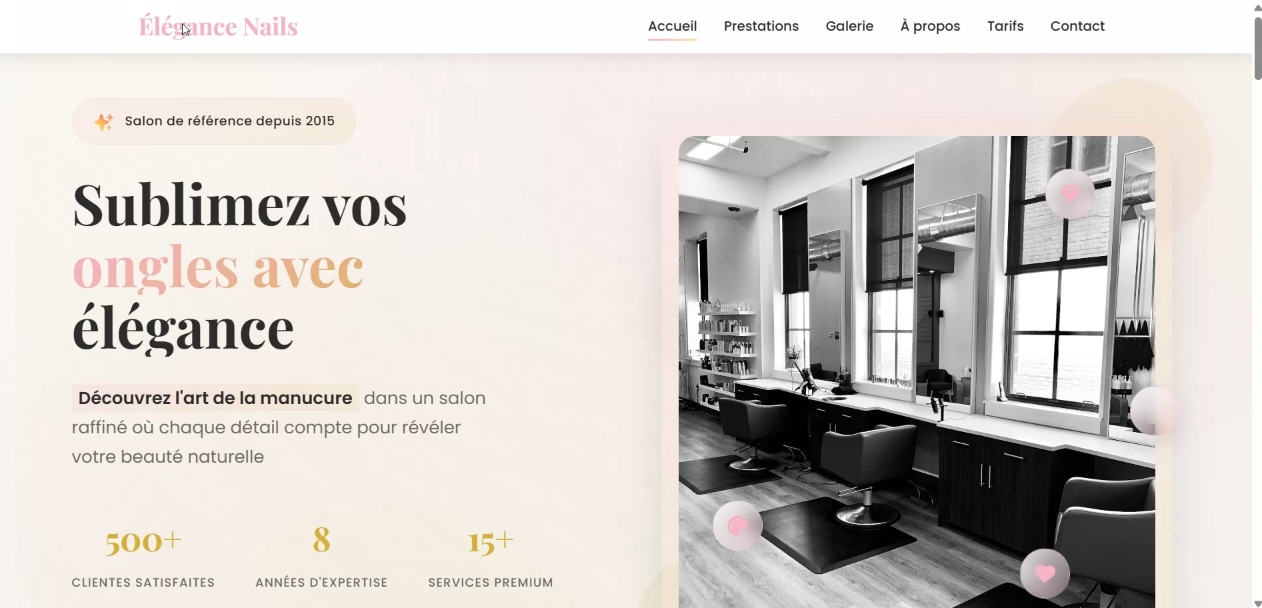 Élégance Nails
Accueil
Prestations
Galerie
À propos
Tarifs
Contact
Salon de référence depuis 2015
Sublimez vos
ongles avec
élégance
Découvrez l'art de la manucure dans un salon
raffiné où chaque détail compte pour révéler
votre beauté naturelle
500+
8
15+
CLIENTES SATISFAITES
ANNÉES D'EXPERTISE
SERVICES PREMIUM